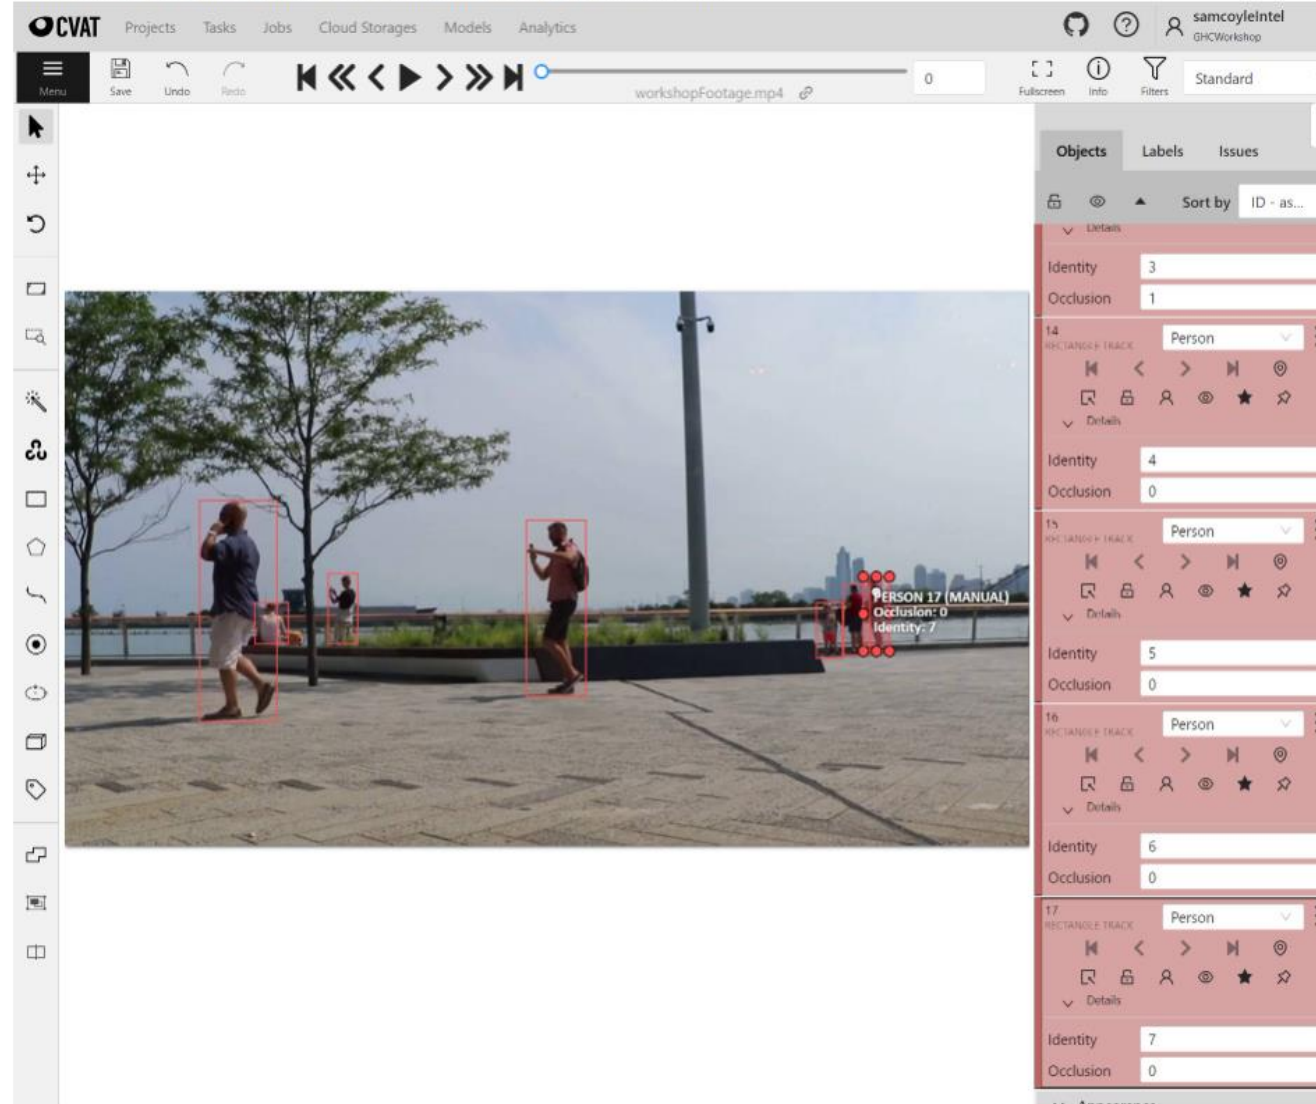 CVAT Projects Tasks Jobs Cloud Storages Models Analytics samcoyleIntel
GHCWorkshop
Menu Save Undo Redo workshopFootage.mp4 0 Fullscreen Info Filters Standard
Objects Labels Issues
Sort by ID - as...
Details
Identity 3
Occlusion 1
14 Person
RECTANGLE TRACK
Details
Identity 4
Occlusion 0
15 Person
RECTANGLE TRACK
Details
Identity 5
Occlusion 0
16 Person
RECTANGLE TRACK
Details
Identity 6
Occlusion 0
17 Person
RECTANGLE TRACK
Details
Identity 7
Occlusion 0
PERSON 17 (MANUAL)
Occlusion: 0
Identity: 7